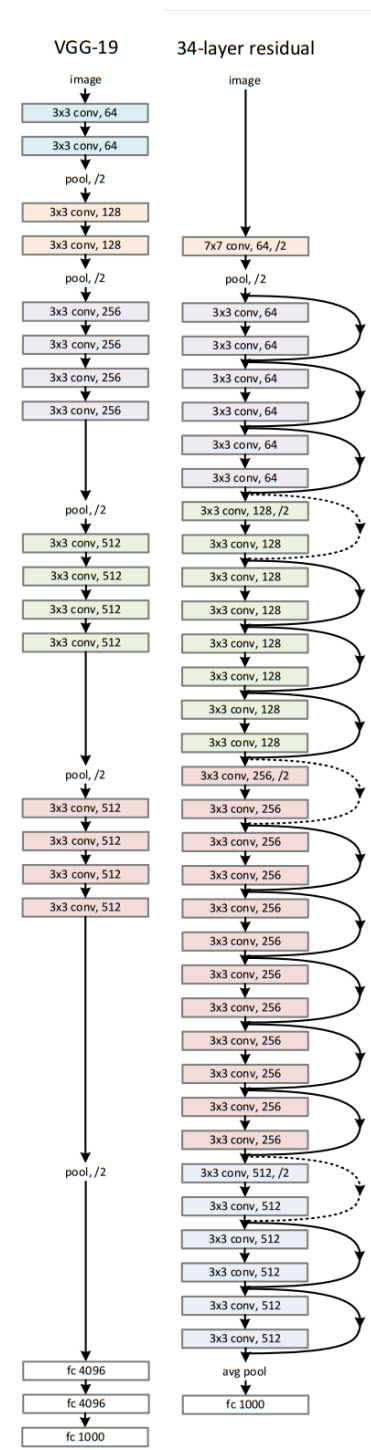 VGG-19
image
3x3 conv, 64
3x3 conv, 64
pool, /2
3x3 conv, 128
3x3 conv, 128
pool, /2
3x3 conv, 256
3x3 conv, 256
3x3 conv, 256
3x3 conv, 256
pool, /2
3x3 conv, 512
3x3 conv, 512
3x3 conv, 512
3x3 conv, 512
pool, /2
3x3 conv, 512
3x3 conv, 512
3x3 conv, 512
3x3 conv, 512
pool, /2
fc 4096
fc 4096
fc 1000
34-layer residual
image
7x7 conv, 64, /2
pool, /2
3x3 conv, 64
3x3 conv, 64
3x3 conv, 64
3x3 conv, 64
3x3 conv, 64
3x3 conv, 64
3x3 conv, 128, /2
3x3 conv, 128
3x3 conv, 128
3x3 conv, 128
3x3 conv, 128
3x3 conv, 128
3x3 conv, 128
3x3 conv, 128
3x3 conv, 256, /2
3x3 conv, 256
3x3 conv, 256
3x3 conv, 256
3x3 conv, 256
3x3 conv, 256
3x3 conv, 256
3x3 conv, 256
3x3 conv, 256
3x3 conv, 256
3x3 conv, 256
3x3 conv, 256
3x3 conv, 512, /2
3x3 conv, 512
3x3 conv, 512
3x3 conv, 512
3x3 conv, 512
3x3 conv, 512
avg pool
fc 1000